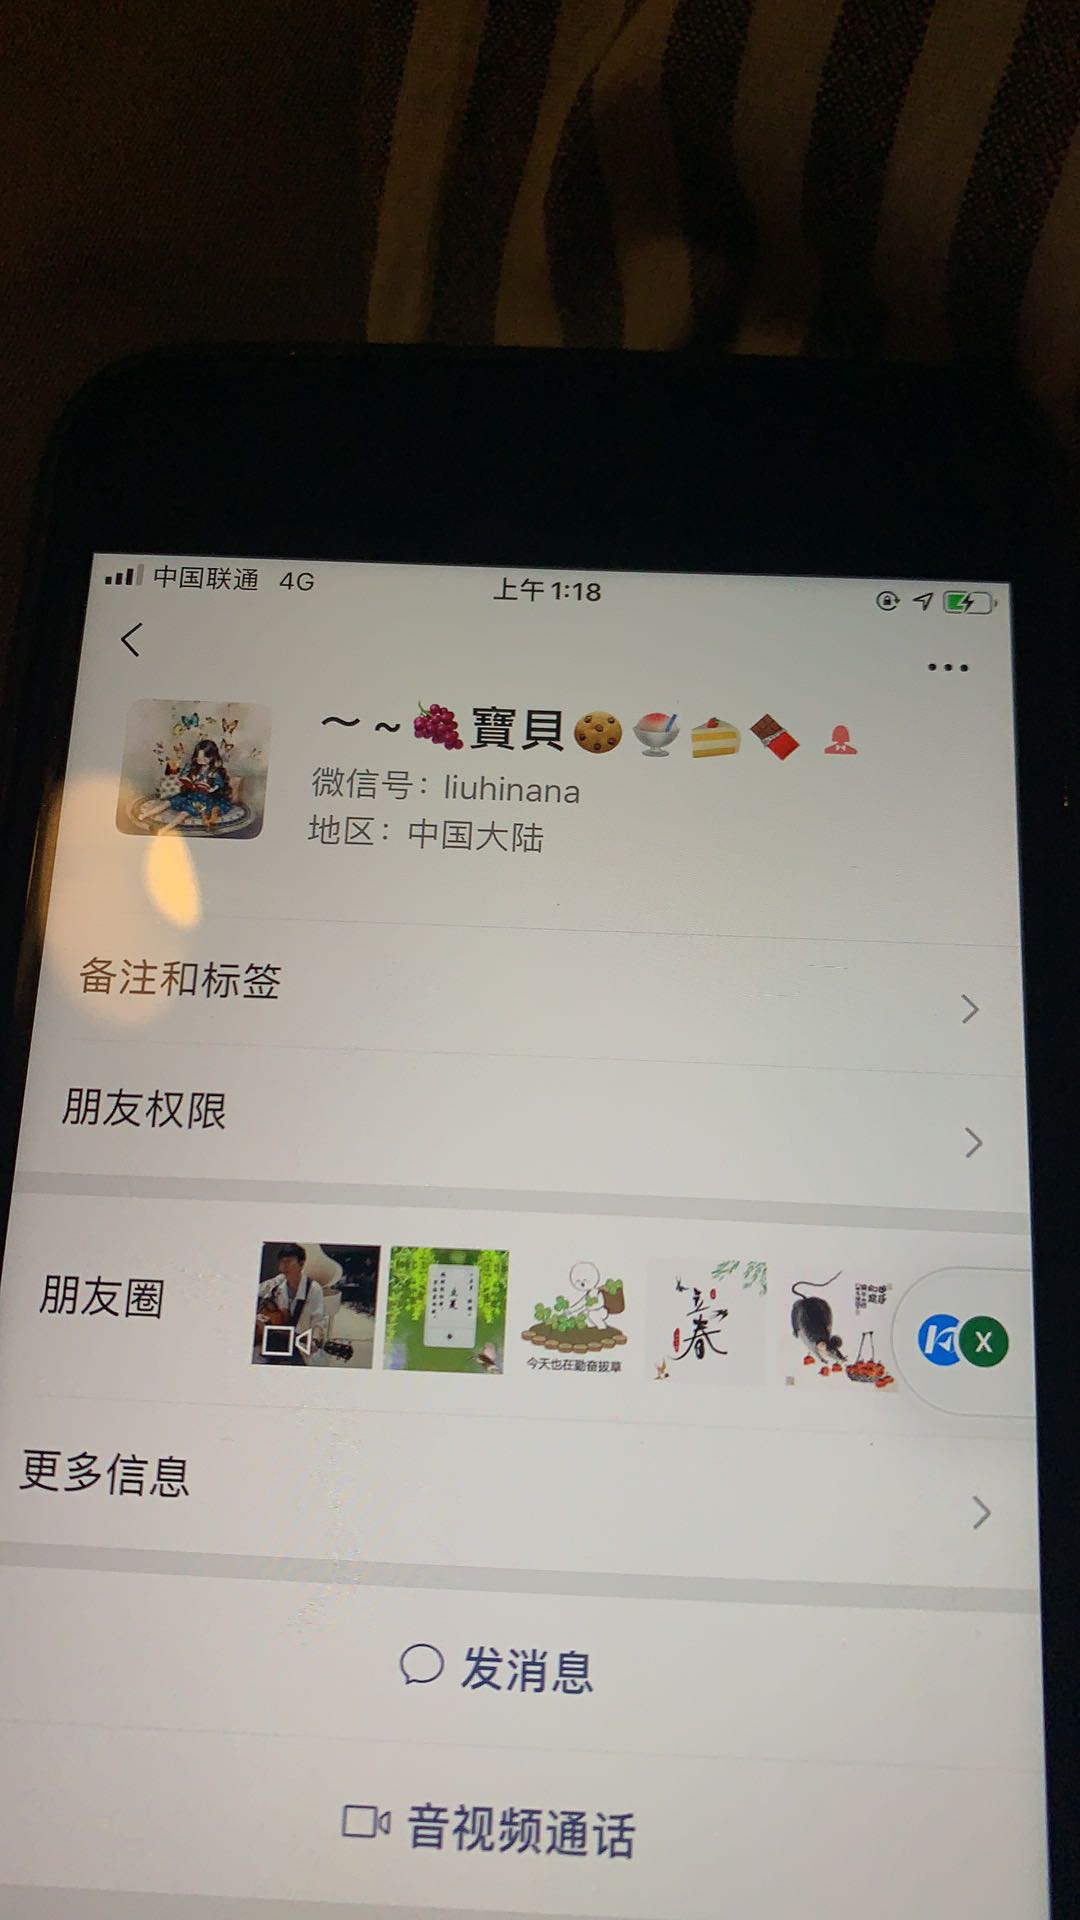 中国联通 4G 上午1:18
～~🍇寶貝🍪🍧🍰🍫
微信号：liuhinana
地区：中国大陆
备注和标签
朋友权限
朋友圈
今天也在勤奋拔草
立春
X
更多信息
发消息
音视频通话